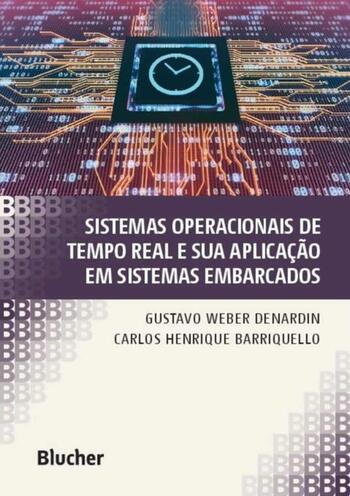 SISTEMAS OPERACIONAIS DE
TEMPO REAL E SUA APLICAÇÃO
EM SISTEMAS EMBARCADOS
GUSTAVO WEBER DENARDIN
CARLOS HENRIQUE BARRIQUELLO
Blucher